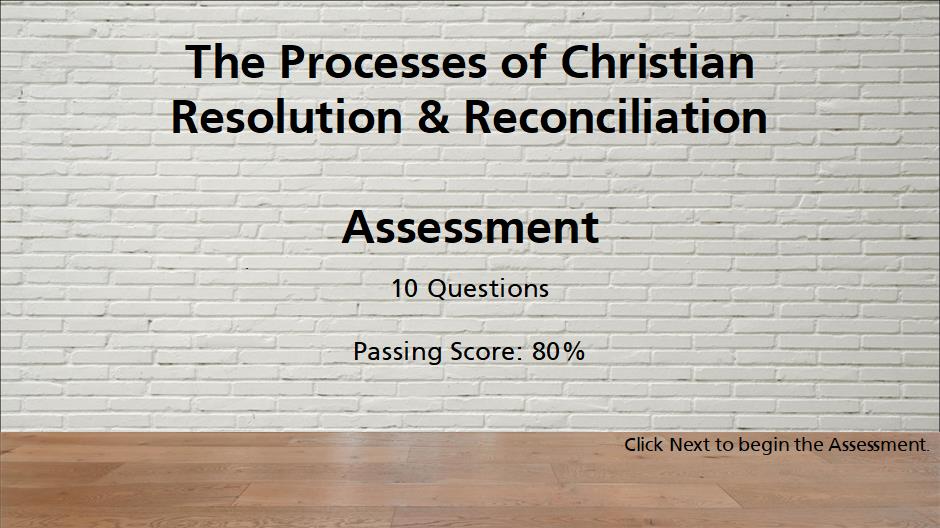 The Processes of Christian
Resolution & Reconciliation
Assessment
10 Questions
Passing Score: 80%
Click Next to begin the Assessment.